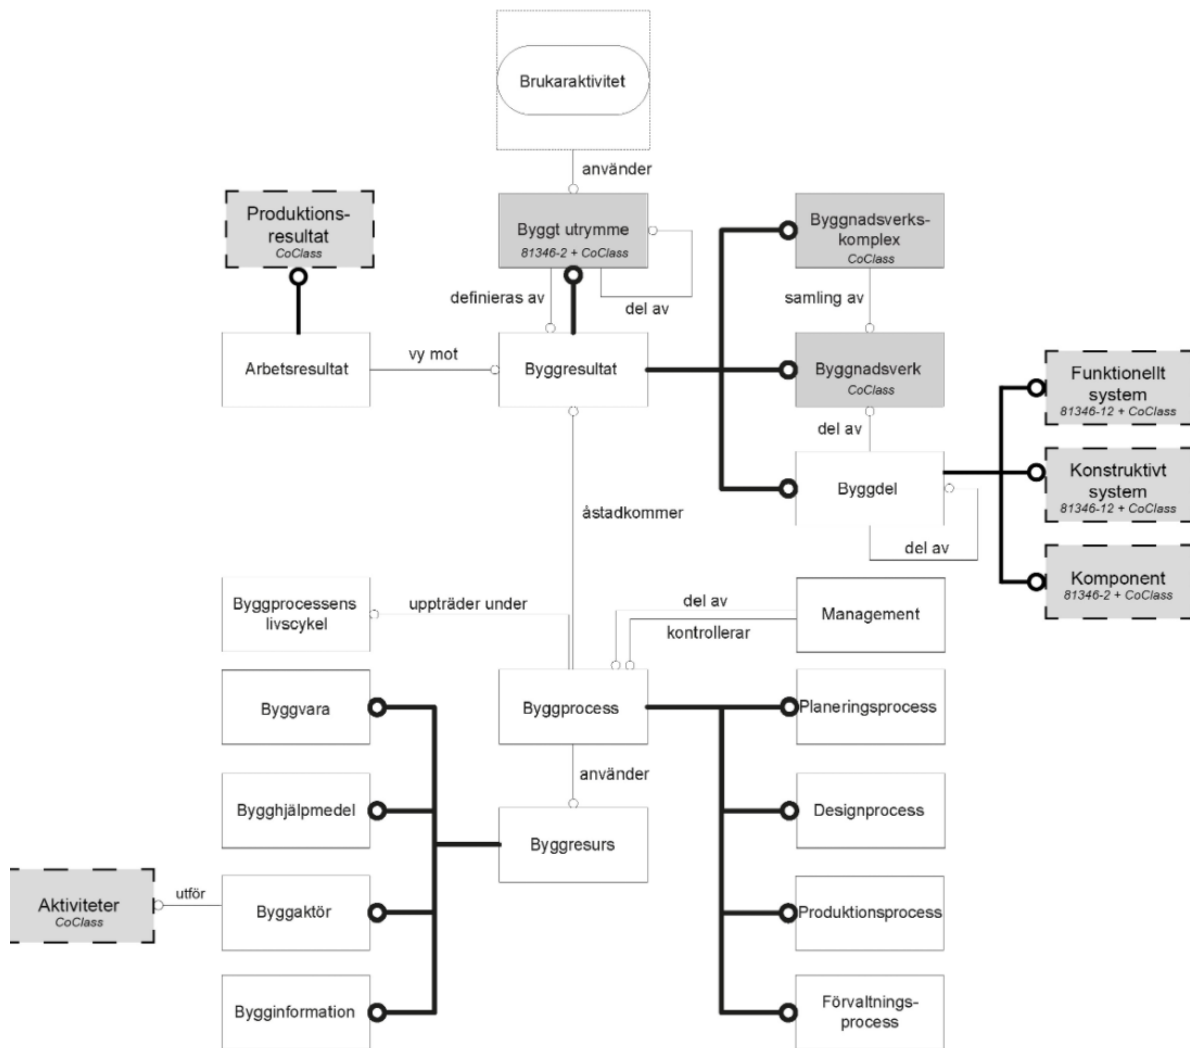 Brukaraktivitet
använder
Produktions-
resultat
CoClass
Byggt utrymme
81346-2 + CoClass
Byggnadsverks-
komplex
CoClass
definieras av
del av
samling av
Arbetsresultat
vy mot
Byggresultat
Byggnadsverk
CoClass
Funktionellt
system
81346-12 + CoClass
del av
Byggdel
Konstruktivt
system
81346-12 + CoClass
åstadkommer
del av
Komponent
81346-2 + CoClass
Byggprocessens
livscykel
uppträder under
del av
kontrollerar
Management
Byggvara
Byggprocess
Planeringsprocess
använder
Bygghjälpmedel
Byggresurs
Designprocess
Aktiviteter
CoClass
utför
Byggaktör
Produktionsprocess
Bygginformation
Förvaltnings-
process